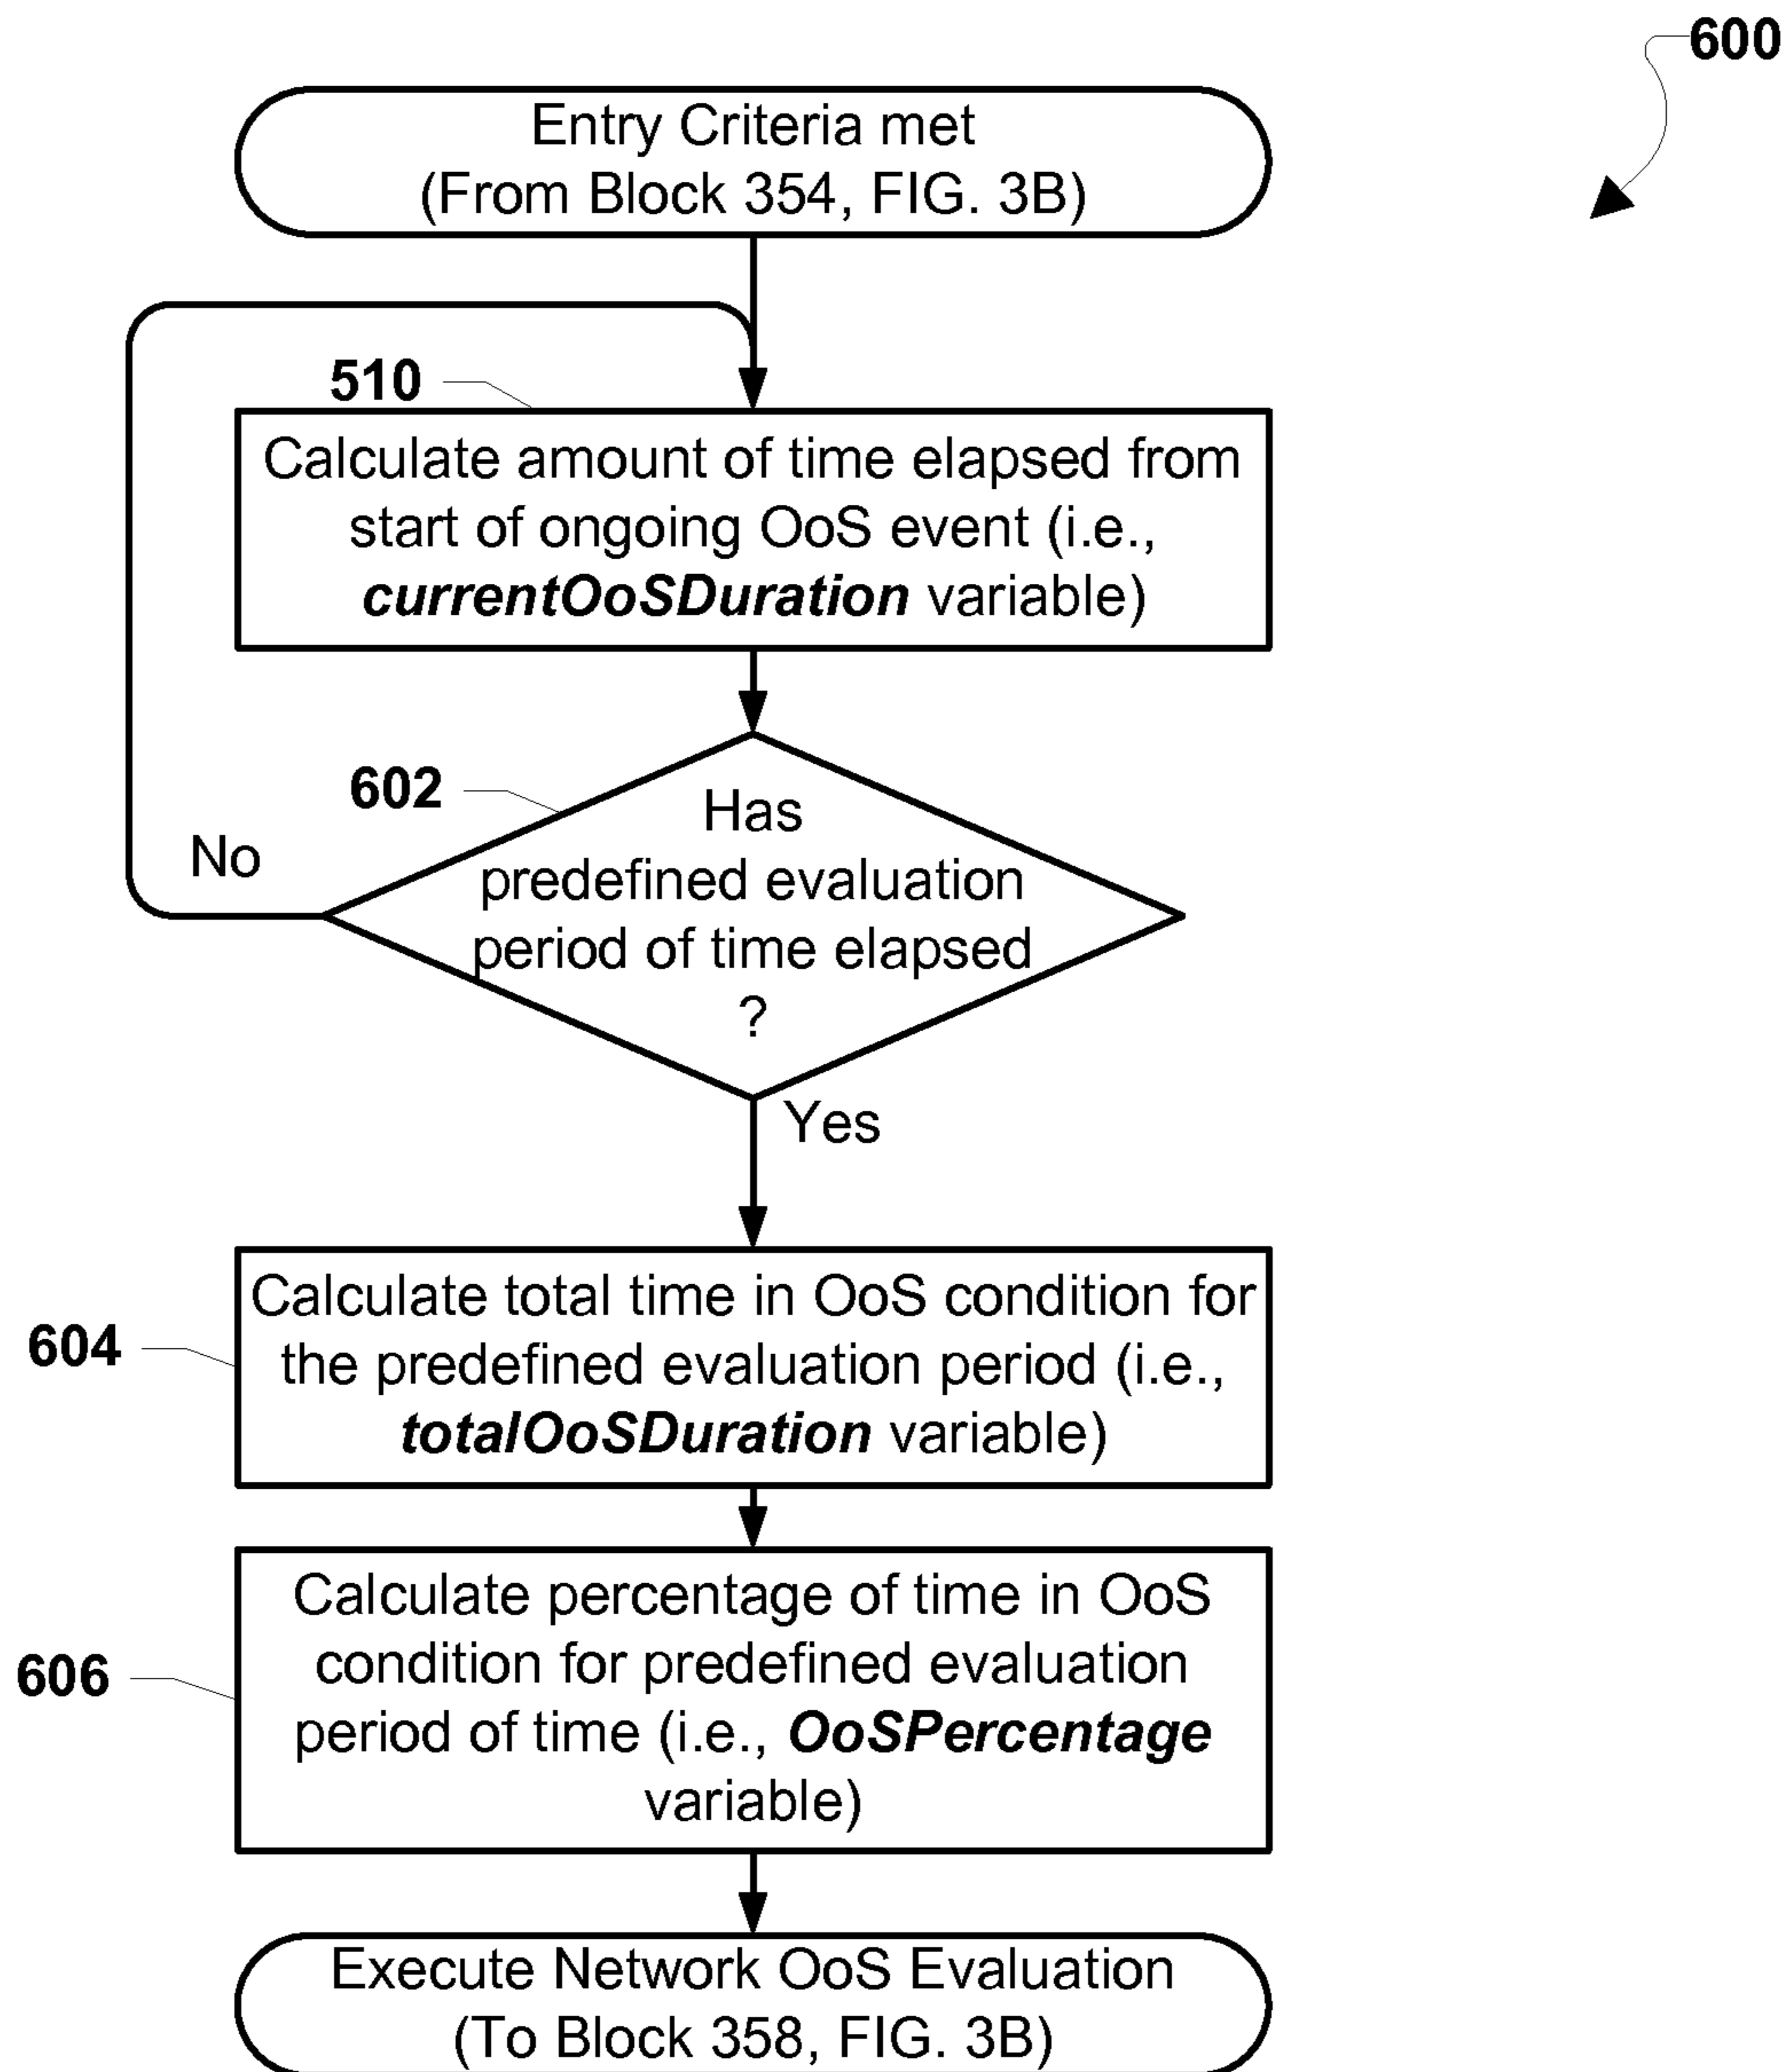 600
Entry Criteria met
(From Block 354, FIG. 3B)
510
Calculate amount of time elapsed from
start of ongoing OoS event (i.e.,
currentOoSDuration variable)
602
No
Has
predefined evaluation
period of time elapsed
?
Yes
604
Calculate total time in OoS condition for
the predefined evaluation period (i.e.,
totalOoSDuration variable)
606
Calculate percentage of time in OoS
condition for predefined evaluation
period of time (i.e., OoSPercentage
variable)
Execute Network OoS Evaluation
(To Block 358, FIG. 3B)